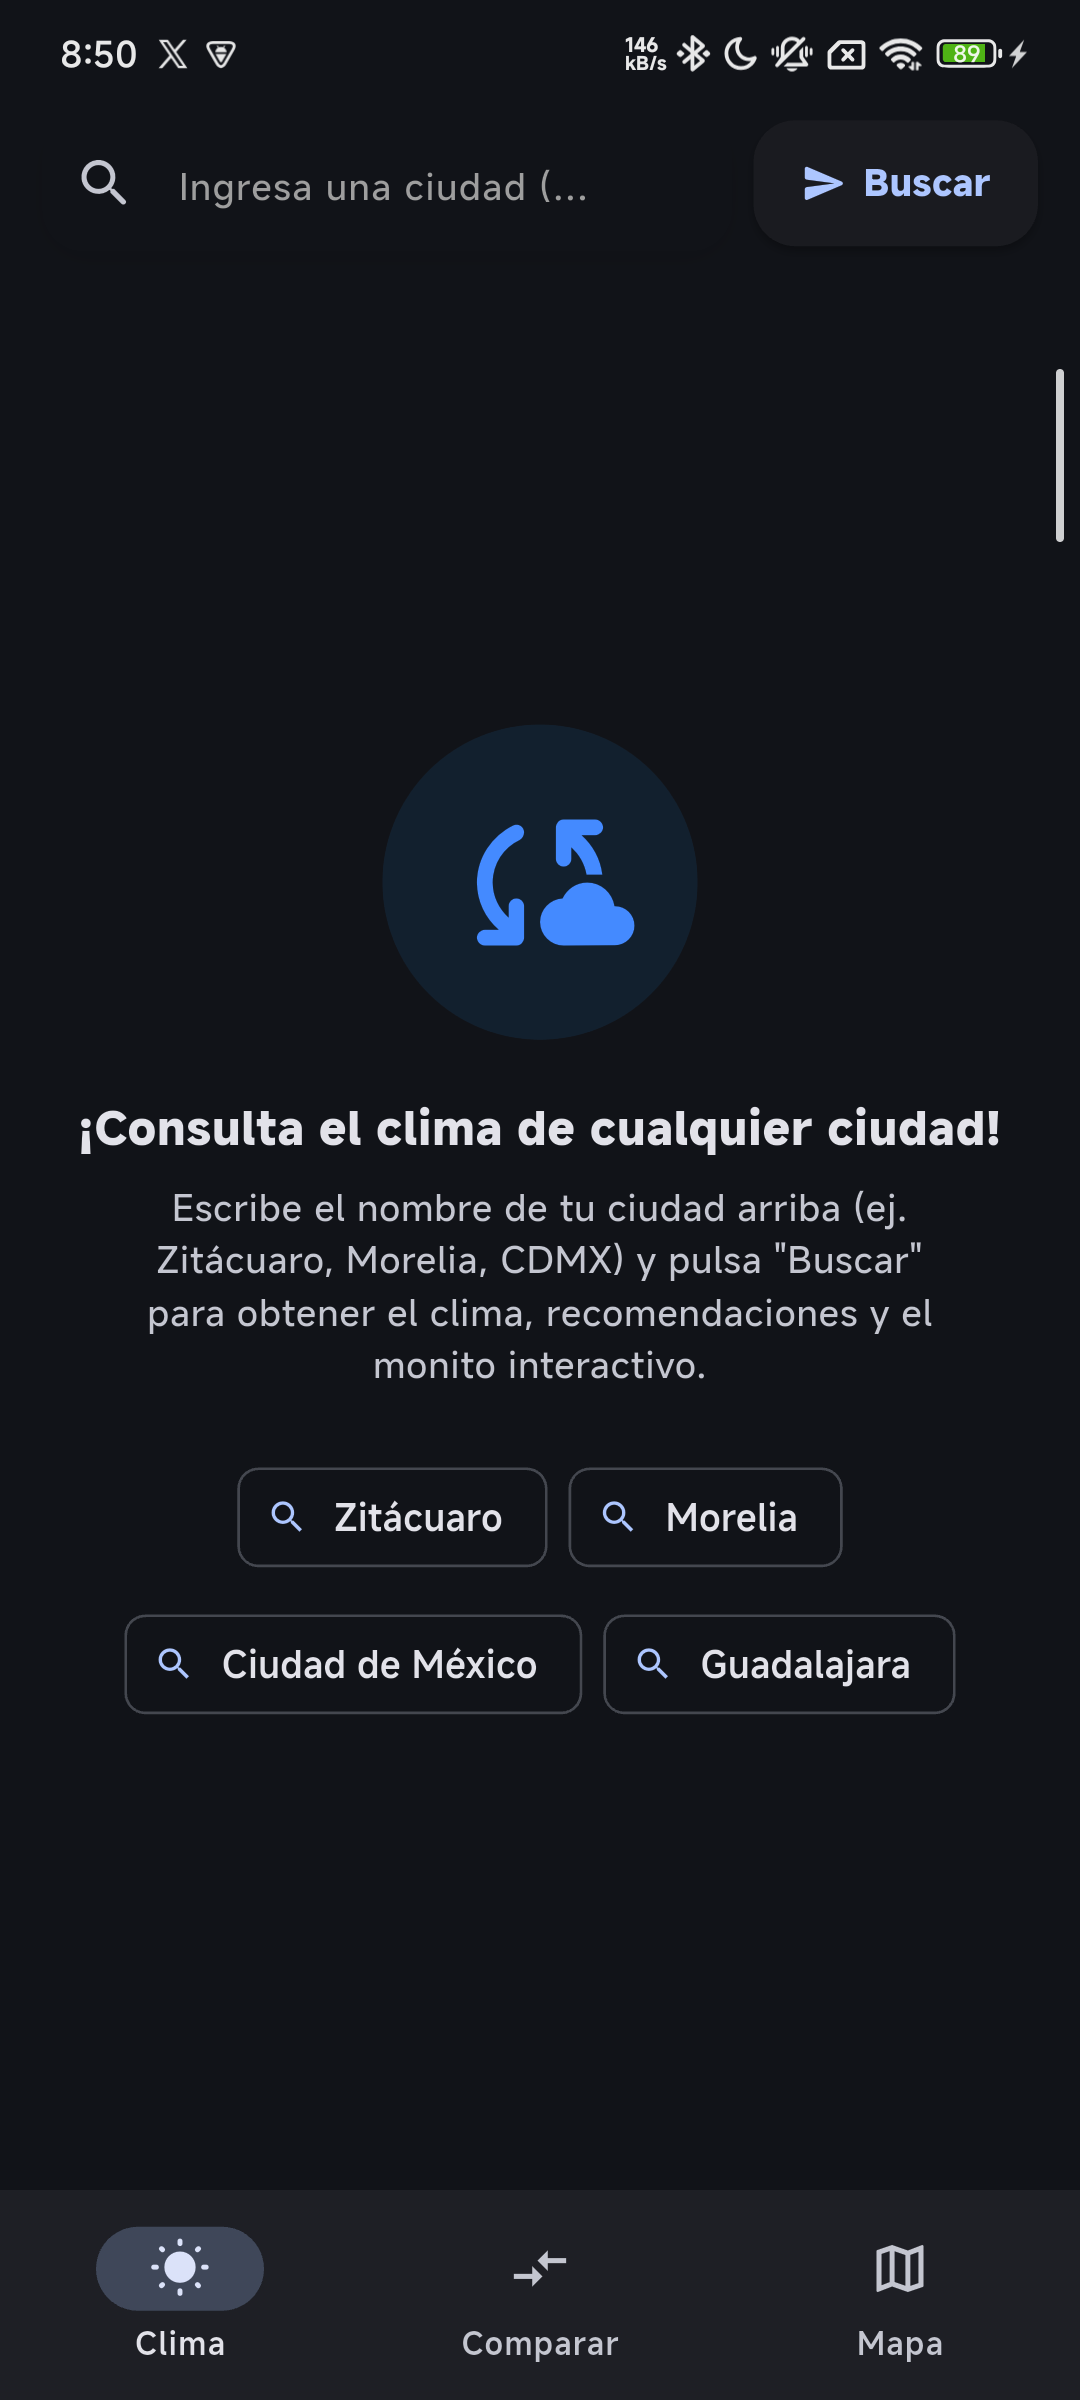 8:50
146
kB/s
89
Ingresa una ciudad (...
Buscar
¡Consulta el clima de cualquier ciudad!
Escribe el nombre de tu ciudad arriba (ej.
Zitácuaro, Morelia, CDMX) y pulsa "Buscar"
para obtener el clima, recomendaciones y el
monito interactivo.
Zitácuaro
Morelia
Ciudad de México
Guadalajara
Clima
Comparar
Mapa